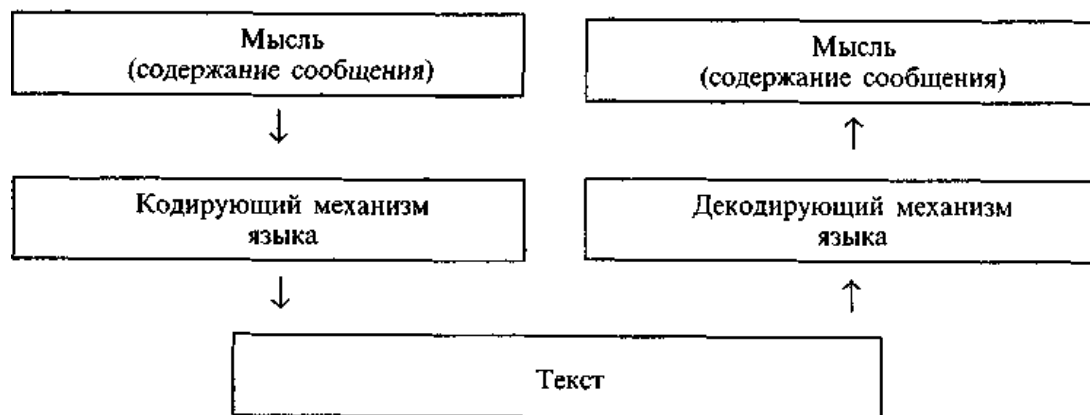 Мысль
(содержание сообщения)
Мысль
(содержание сообщения)
Кодирующий механизм
языка
Декодирующий механизм
языка
Текст